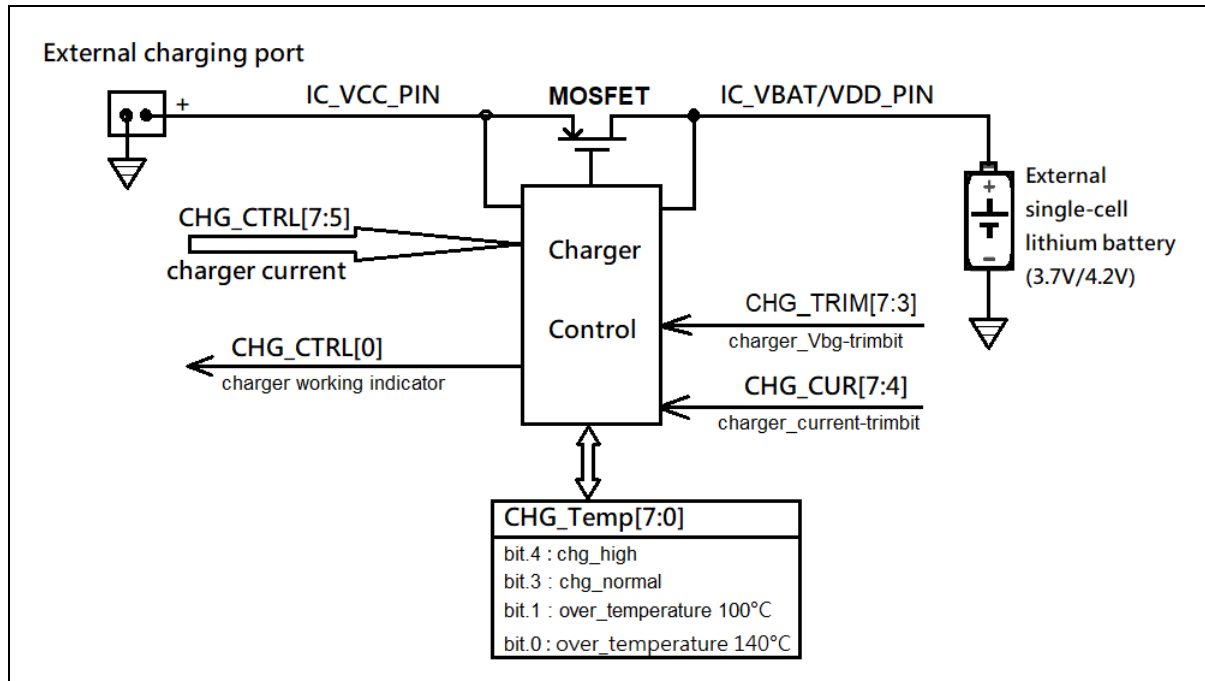 External charging port
+
IC_VCC_PIN
MOSFET
IC_VBAT/VDD_PIN
+
−
External
single-cell
lithium battery
(3.7V/4.2V)
CHG_CTRL[7:5]
charger current
Charger
Control
CHG_TRIM[7:3]
charger_Vbg-trimbit
CHG_CTRL[0]
charger working indicator
CHG_CUR[7:4]
charger_current-trimbit
CHG_Temp[7:0]
bit.4 : chg_high
bit.3 : chg_normal
bit.1 : over_temperature 100°C
bit.0 : over_temperature 140°C